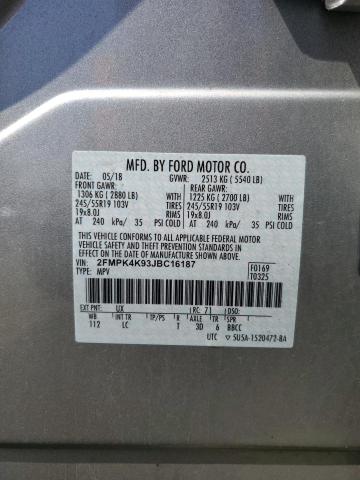 MFD. BY FORD MOTOR CO.
DATE: 05/18 GVWR: 2513 KG ( 5540 LB)
FRONT GAWR: REAR GAWR:
1306 KG ( 2880 LB) 1225 KG ( 2700 LB)
245/55R19 103V TIRES 245/55R19 103V TIRES
19x8.0J RIMS 19x8.0J RIMS
AT 240 kPa/ 35 PSI COLD AT 240 kPa/ 35 PSI COLD
THIS VEHICLE CONFORMS TO ALL APPLICABLE FEDERAL MOTOR
VEHICLE SAFETY AND THEFT PREVENTION STANDARDS IN EFFECT
ON THE DATE OF MANUFACTURE SHOWN ABOVE.
VIN: 2FMPK4K93JBC16187 F0169
TYPE: MPV T0325
EXT PNT: UX RC: 71 DSO:
WB INT TR TP/PS R AXLE TR SPR
112 LC T 3D 6 BBCC
UTC ▽ 5U5A-1520472-BA